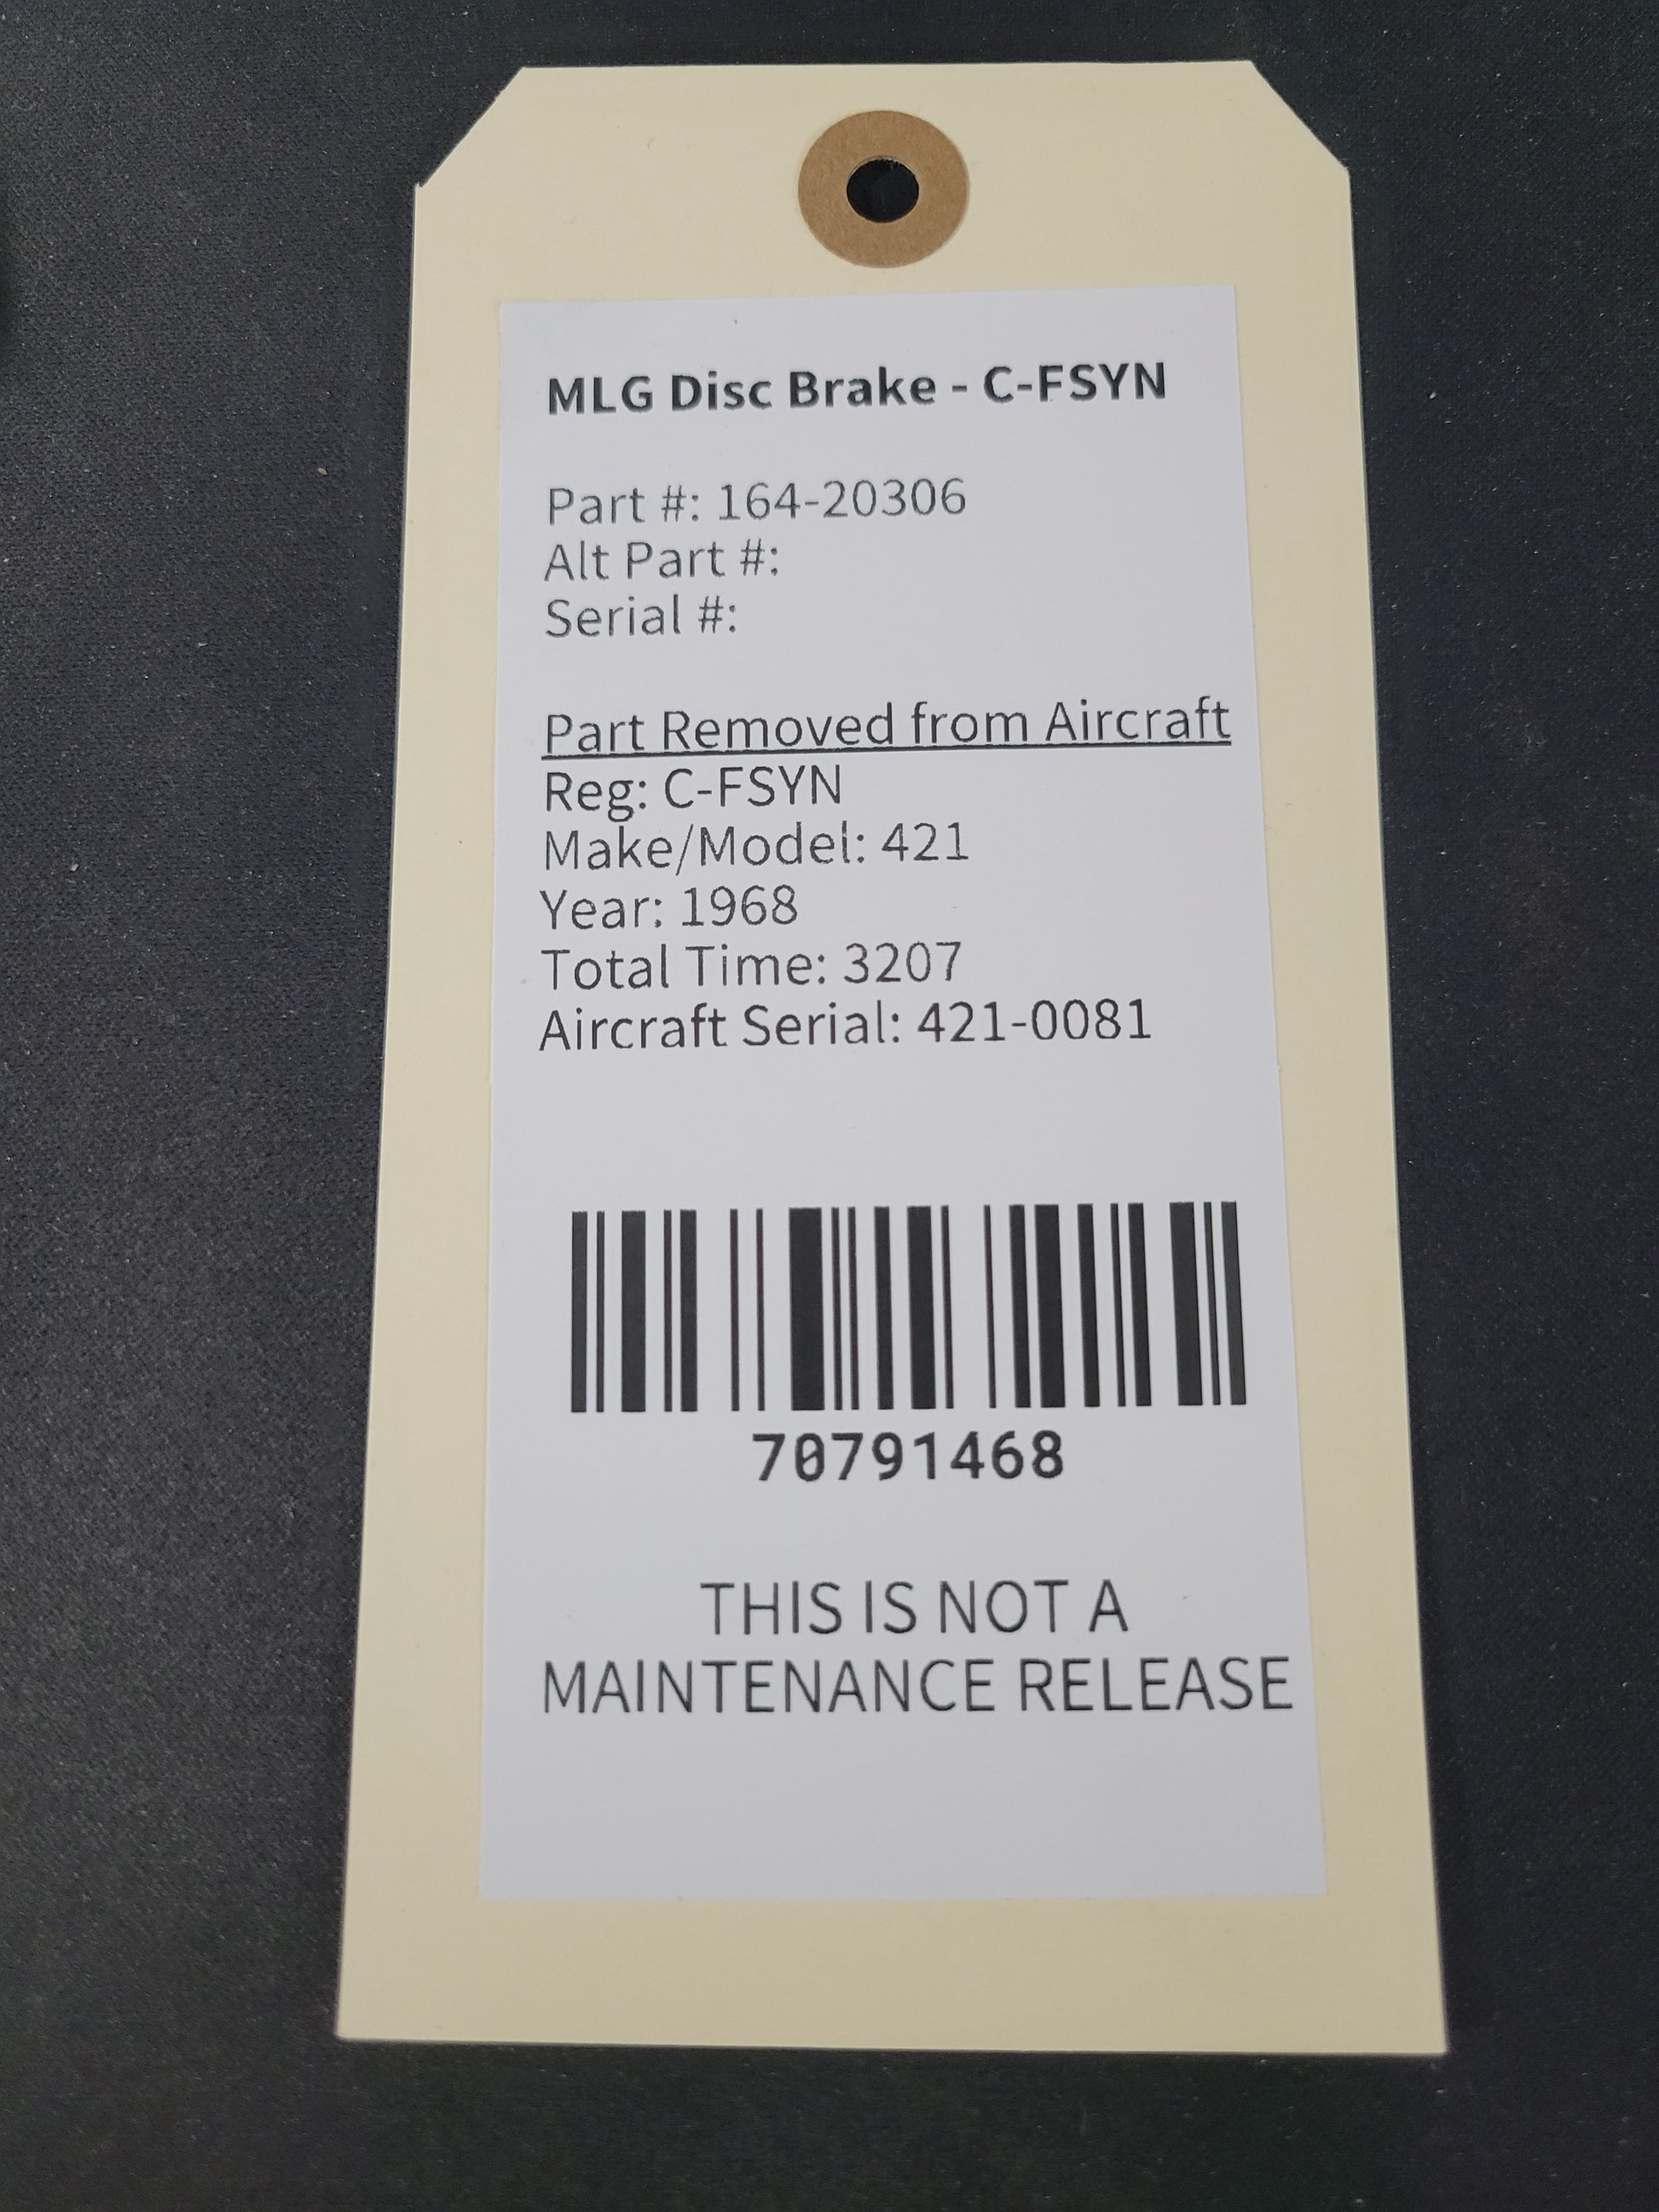 MLG Disc Brake - C-FSYN
Part #: 164-20306
Alt Part #:
Serial #:
Part Removed from Aircraft
Reg: C-FSYN
Make/Model: 421
Year: 1968
Total Time: 3207
Aircraft Serial: 421-0081
70791468
THIS IS NOT A
MAINTENANCE RELEASE